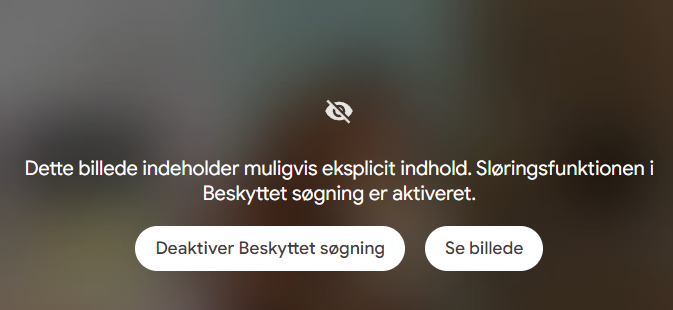 Dette billede indeholder muligvis eksplicit indhold. Sløringsfunktionen i
Beskyttet søgning er aktiveret.
Deaktiver Beskyttet søgning
Se billede